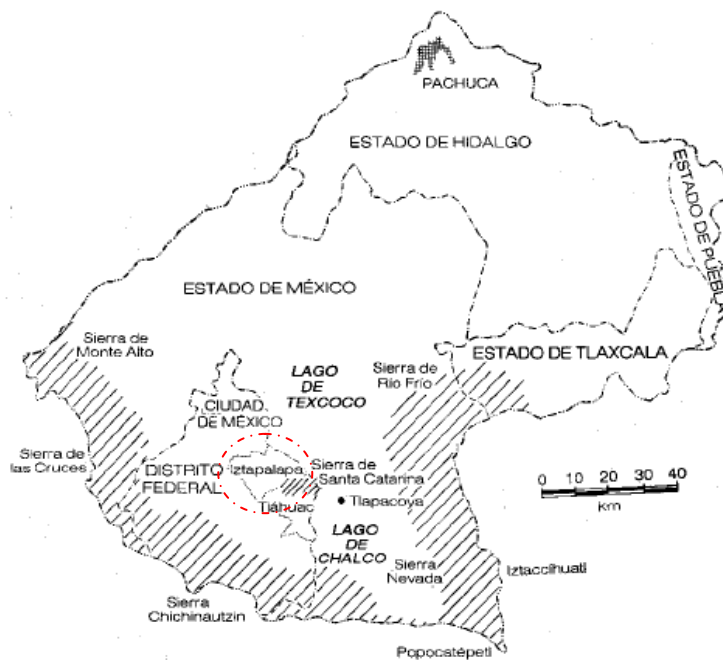 PACHUCA
ESTADO DE HIDALGO
ESTADO DE PUEBLA
ESTADO DE MÉXICO
Sierra de
Monte Alto
LAGO
DE
TEXCOCO
Sierra de
Río Frío
ESTADO DE TLAXCALA
CIUDAD
DE MÉXICO
Sierra de
las Cruces
DISTRITO
FEDERAL
Iztapalapa
Sierra de
Santa Catarina
Tláhuac
Tlapacoya
0 10 20 30 40
km
LAGO
DE
CHALCO
Sierra
Nevada
Iztaccíhuatl
Sierra
Chichinautzin
Popocatépetl